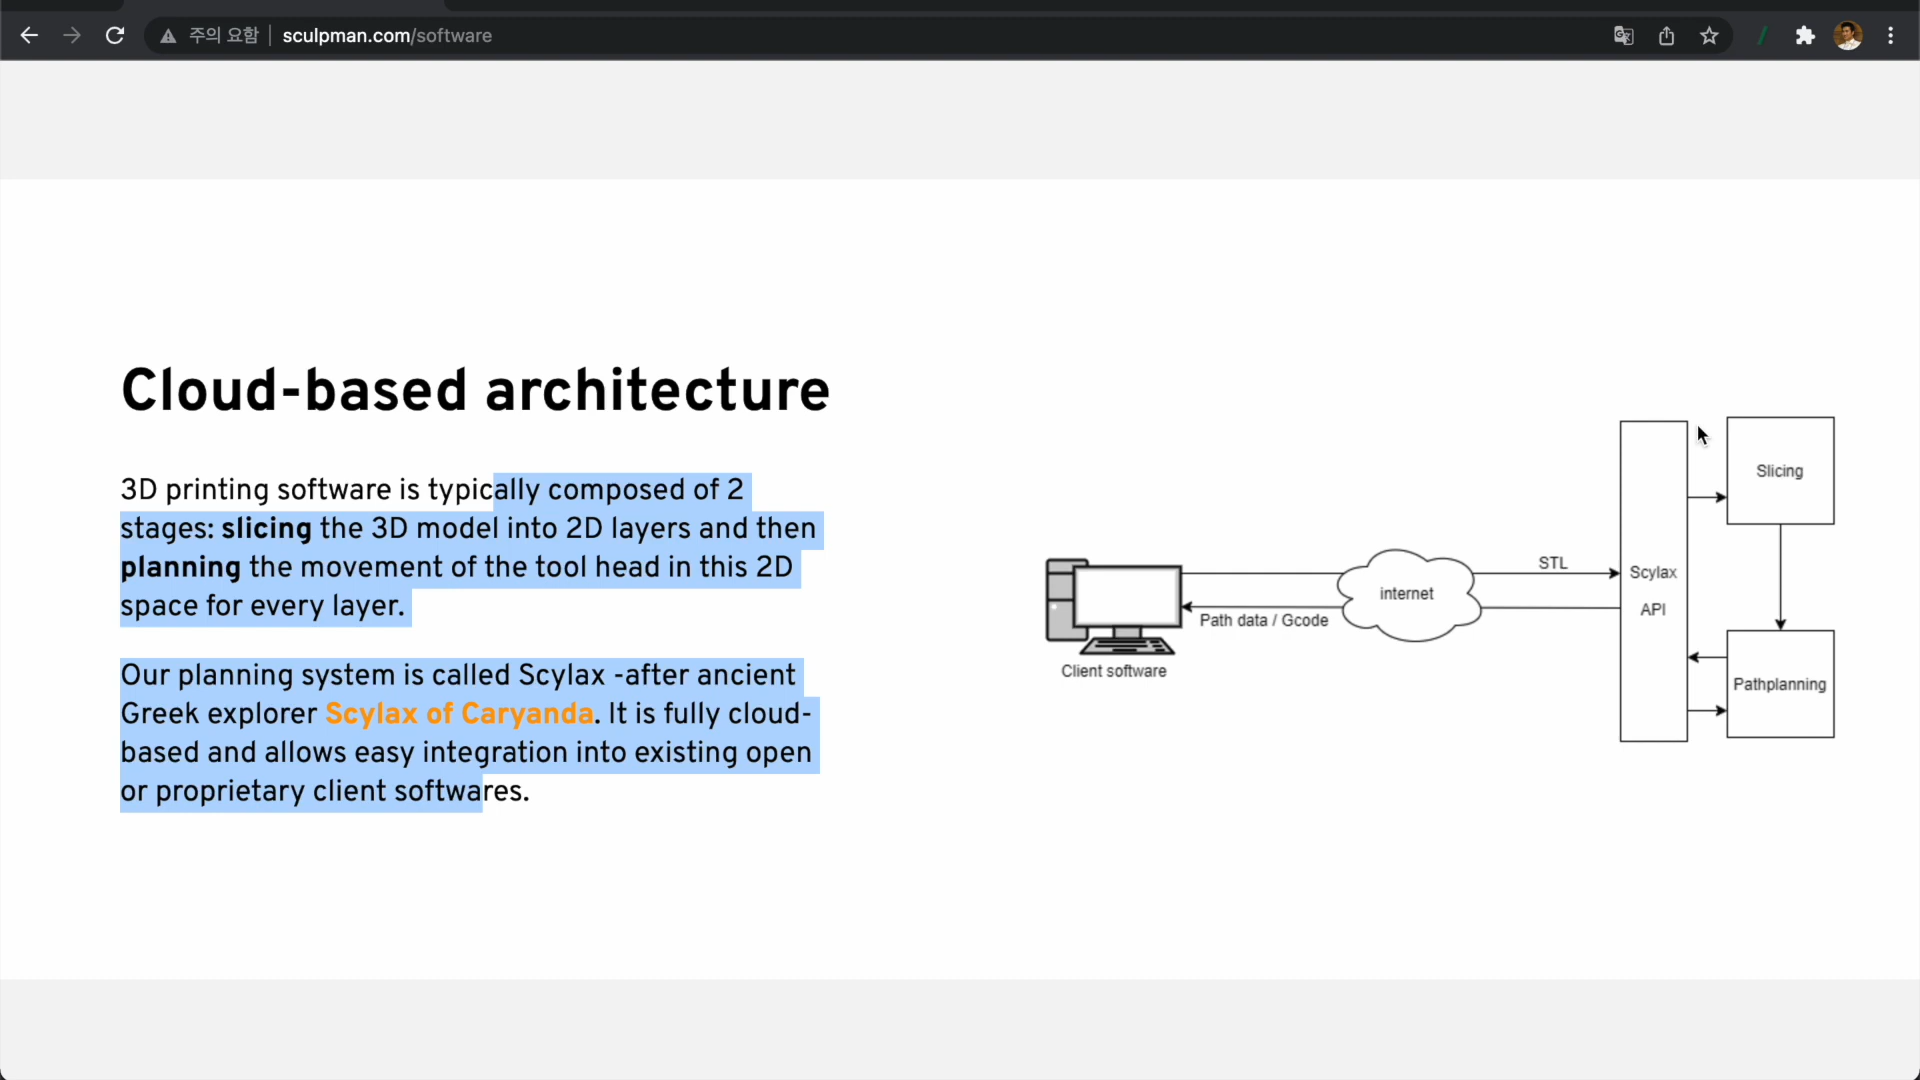 주의 요함
sculpman.com/software
Cloud-based architecture
3D printing software is typically composed of 2
stages: slicing the 3D model into 2D layers and then
planning the movement of the tool head in this 2D
space for every layer.
Our planning system is called Scylax -after ancient
Greek explorer Scylax of Caryanda. It is fully cloud-
based and allows easy integration into existing open
or proprietary client softwares.
Client software
Path data / Gcode
internet
STL
Scylax
API
Slicing
Pathplanning